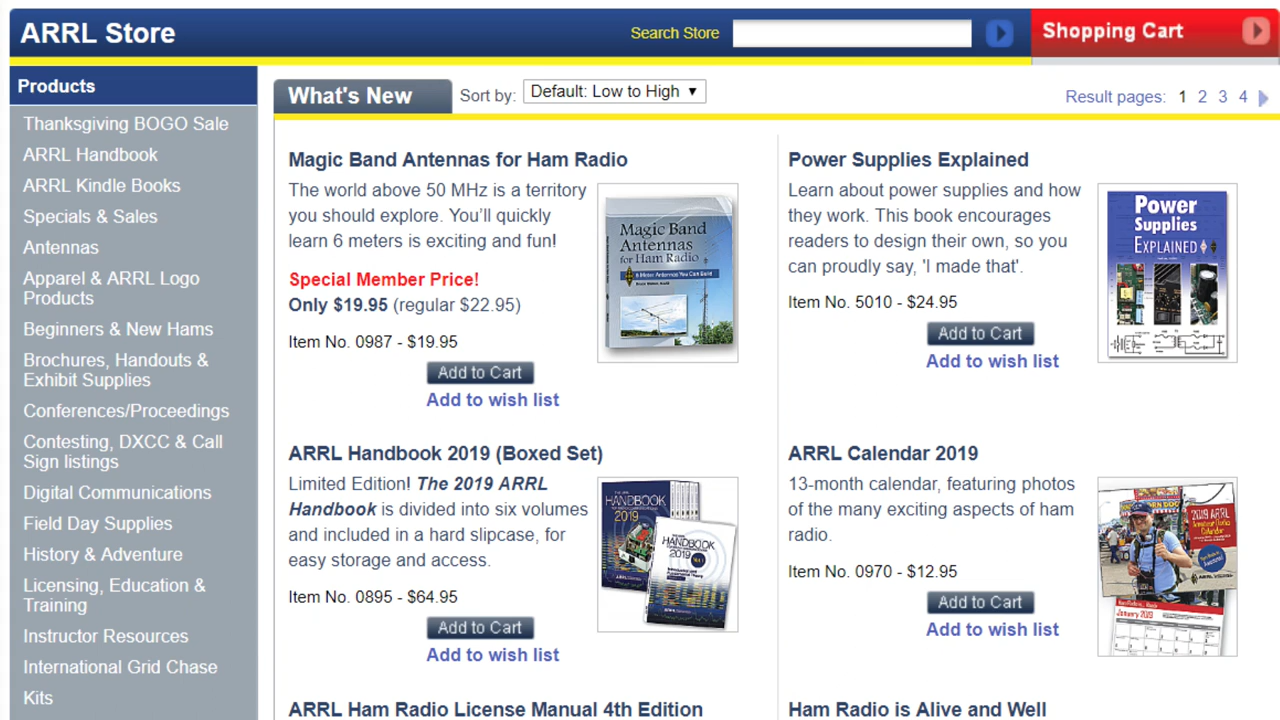 ARRL Store
Search Store
Shopping Cart
Products
Thanksgiving BOGO Sale
ARRL Handbook
ARRL Kindle Books
Specials & Sales
Antennas
Apparel & ARRL Logo
Products
Beginners & New Hams
Brochures, Handouts &
Exhibit Supplies
Conferences/Proceedings
Contesting, DXCC & Call
Sign listings
Digital Communications
Field Day Supplies
History & Adventure
Licensing, Education &
Training
Instructor Resources
International Grid Chase
Kits
What's New
Sort by: Default: Low to High ▼
Result pages: 1 2 3 4
Magic Band Antennas for Ham Radio
The world above 50 MHz is a territory
you should explore. You’ll quickly
learn 6 meters is exciting and fun!
Special Member Price!
Only $19.95 (regular $22.95)
Item No. 0987 - $19.95
Add to Cart
Add to wish list
Magic Band
Antennas
for Ham Radio
Power Supplies Explained
Learn about power supplies and how
they work. This book encourages
readers to design their own, so you
can proudly say, 'I made that'.
Item No. 5010 - $24.95
Add to Cart
Add to wish list
Power
Supplies
EXPLAINED
ARRL Handbook 2019 (Boxed Set)
Limited Edition! The 2019 ARRL
Handbook is divided into six volumes
and included in a hard slipcase, for
easy storage and access.
Item No. 0895 - $64.95
Add to Cart
Add to wish list
HANDBOOK
2019
HANDBOOK
2019
ARRL Calendar 2019
13-month calendar, featuring photos
of the many exciting aspects of ham
radio.
Item No. 0970 - $12.95
Add to Cart
Add to wish list
2019 ARRL
Calendar
January 2019
ARRL Ham Radio License Manual 4th Edition
Ham Radio is Alive and Well